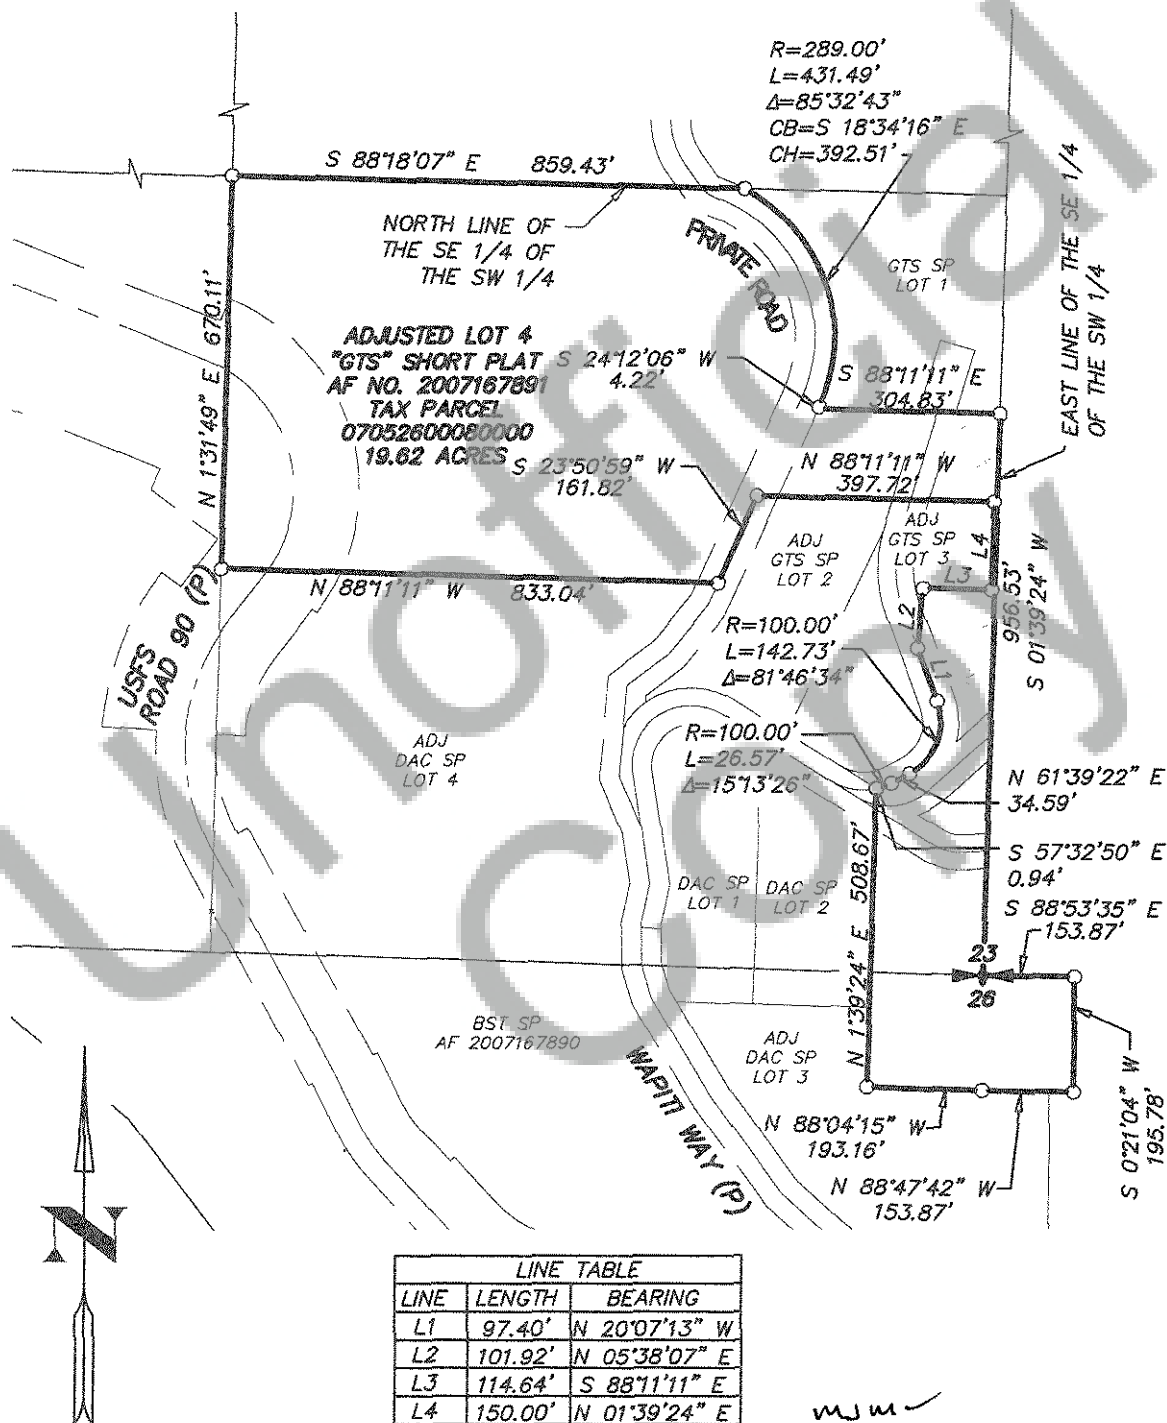 R=289.00'
L=431.49'
Δ=85°32'43"
CB=S 18°34'16" E
CH=392.51'
S 88°18'07" E 859.43'
NORTH LINE OF
THE SE 1/4 OF
THE SW 1/4
PRIVATE ROAD
GTS SP
LOT 1
EAST LINE OF THE SE 1/4
OF THE SW 1/4
N 1°31'49" E 670.11'
ADJUSTED LOT 4
"GTS" SHORT PLAT
AF NO. 2007167891
TAX PARCEL
07052600080000
19.62 ACRES
S 24°12'06" W
4.22'
S 88°11'11" E
304.83'
S 23°50'59" W
161.82'
N 88°11'11" W
397.72'
ADJ
GTS SP
LOT 2
ADJ
GTS SP
LOT 3
L4
L3
L2
L1
956.53'
S 01°39'24" W
N 88°11'11" W 833.04'
USFS
ROAD 90 (P)
R=100.00'
L=142.73'
Δ=81°46'34"
R=100.00'
L=26.57'
Δ=15°13'26"
ADJ
DAC SP
LOT 4
N 61°39'22" E
34.59'
S 57°32'50" E
0.94'
S 88°53'35" E
153.87'
DAC SP
LOT 1
DAC SP
LOT 2
N 1°39'24" E 508.67'
23
26
BST SP
AF 2007167890
WAPITI WAY (P)
ADJ
DAC SP
LOT 3
N 88°04'15" W
193.16'
N 88°47'42" W
153.87'
S 0°21'04" W
195.78'
N
LINE TABLE
LINE LENGTH BEARING
L1 97.40' N 20°07'13" W
L2 101.92' N 05°38'07" E
L3 114.64' S 88°11'11" E
L4 150.00' N 01°39'24" E
Unofficial
Copy